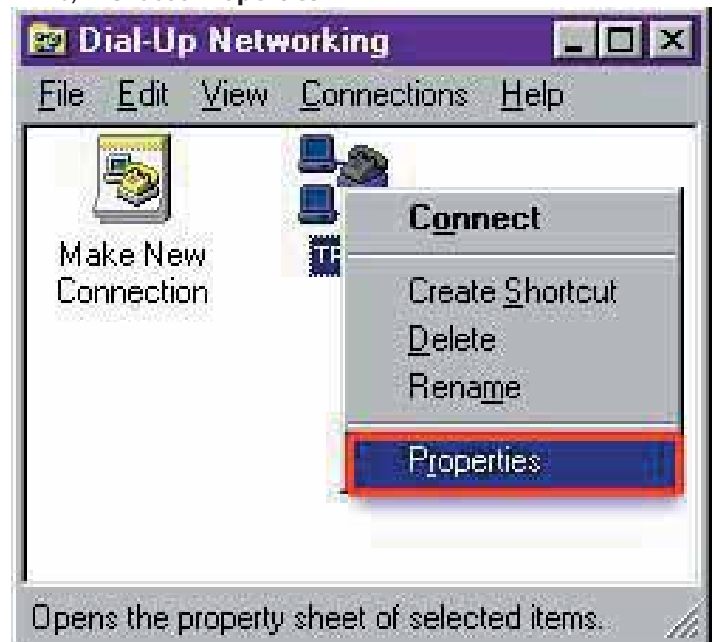 Dial-Up Networking
File Edit View Connections Help
Make New
Connection
Connect
Create Shortcut
Delete
Rename
Properties
Opens the property sheet of selected items.